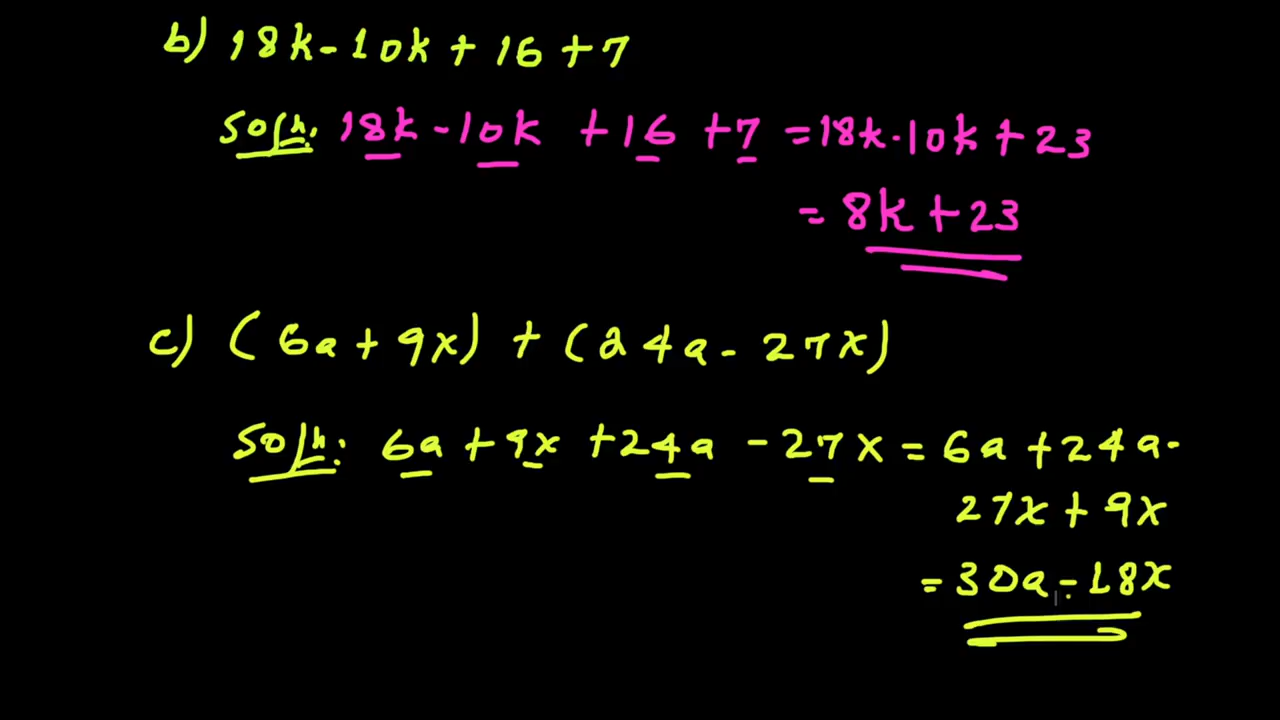 b) 18k - 10k + 16 + 7
Soln: 18k - 10k + 16 + 7 = 18k - 10k + 23
= 8k + 23
c) (6a + 9x) + (24a - 27x)
Soln: 6a + 9x + 24a - 27x = 6a + 24a -
27x + 9x
= 30a - 18x